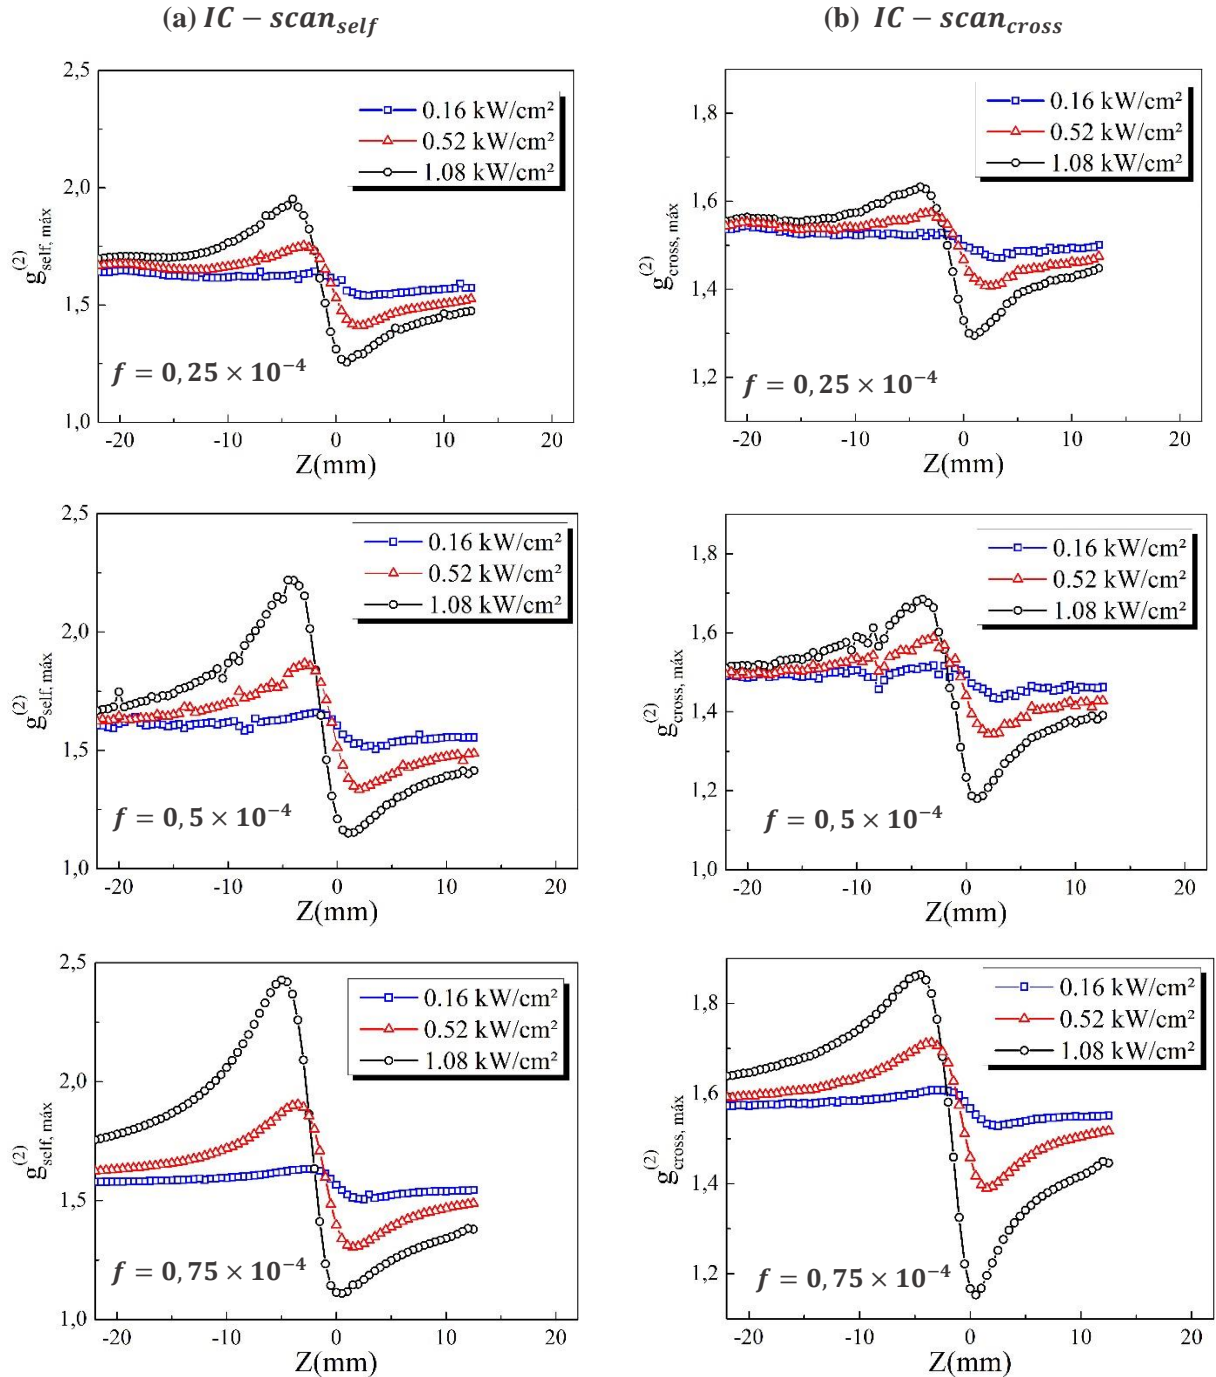 (a) IC − scan_self
(b) IC − scan_cross
2,5
2,0
1,5
1,0
g^(2)_self, máx
0.16 kW/cm²
0.52 kW/cm²
1.08 kW/cm²
f = 0, 25 × 10^−4
-20 -10 0 10 20
Z(mm)
1,8
1,6
1,4
1,2
g^(2)_cross, máx
0.16 kW/cm²
0.52 kW/cm²
1.08 kW/cm²
f = 0, 25 × 10^−4
-20 -10 0 10 20
Z(mm)
2,5
2,0
1,5
1,0
g^(2)_self, máx
0.16 kW/cm²
0.52 kW/cm²
1.08 kW/cm²
f = 0, 5 × 10^−4
-20 -10 0 10 20
Z(mm)
1,8
1,6
1,4
1,2
1,0
g^(2)_cross, máx
0.16 kW/cm²
0.52 kW/cm²
1.08 kW/cm²
f = 0, 5 × 10^−4
-20 -10 0 10 20
Z(mm)
2,5
2,0
1,5
1,0
g^(2)_self, máx
0.16 kW/cm²
0.52 kW/cm²
1.08 kW/cm²
f = 0, 75 × 10^−4
-20 -10 0 10 20
Z(mm)
1,8
1,6
1,4
1,2
g^(2)_cross, máx
0.16 kW/cm²
0.52 kW/cm²
1.08 kW/cm²
f = 0, 75 × 10^−4
-20 -10 0 10 20
Z(mm)